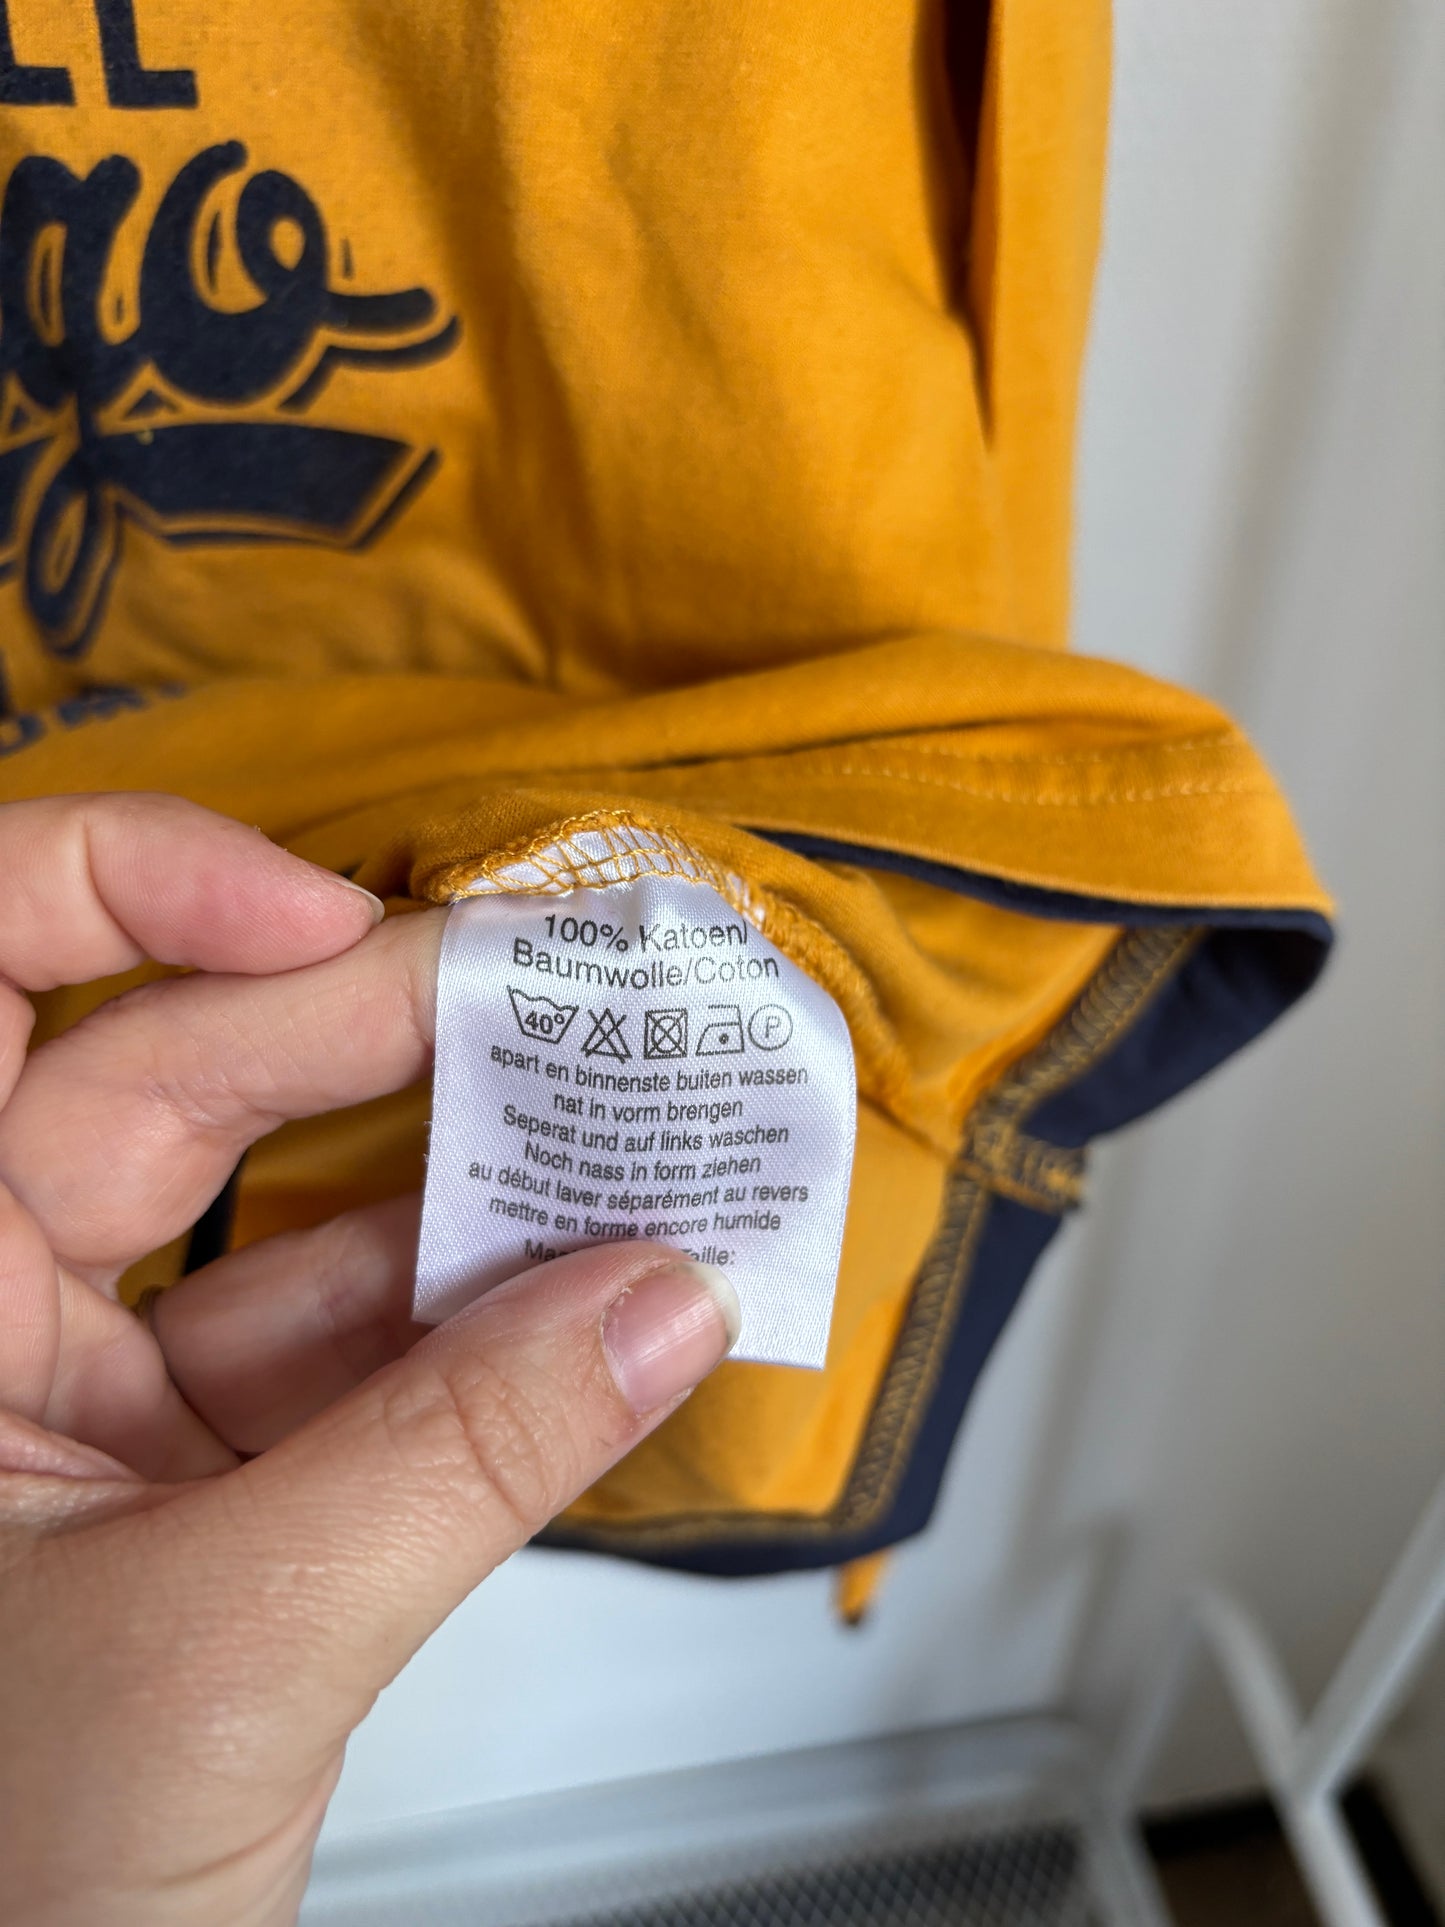 LL
100% Katoen/
Baumwolle/Coton
40° P
apart en binnenste buiten wassen
nat in vorm brengen
Seperat und auf links waschen
Noch nass in form ziehen
au début laver séparément au revers
mettre en forme encore humide